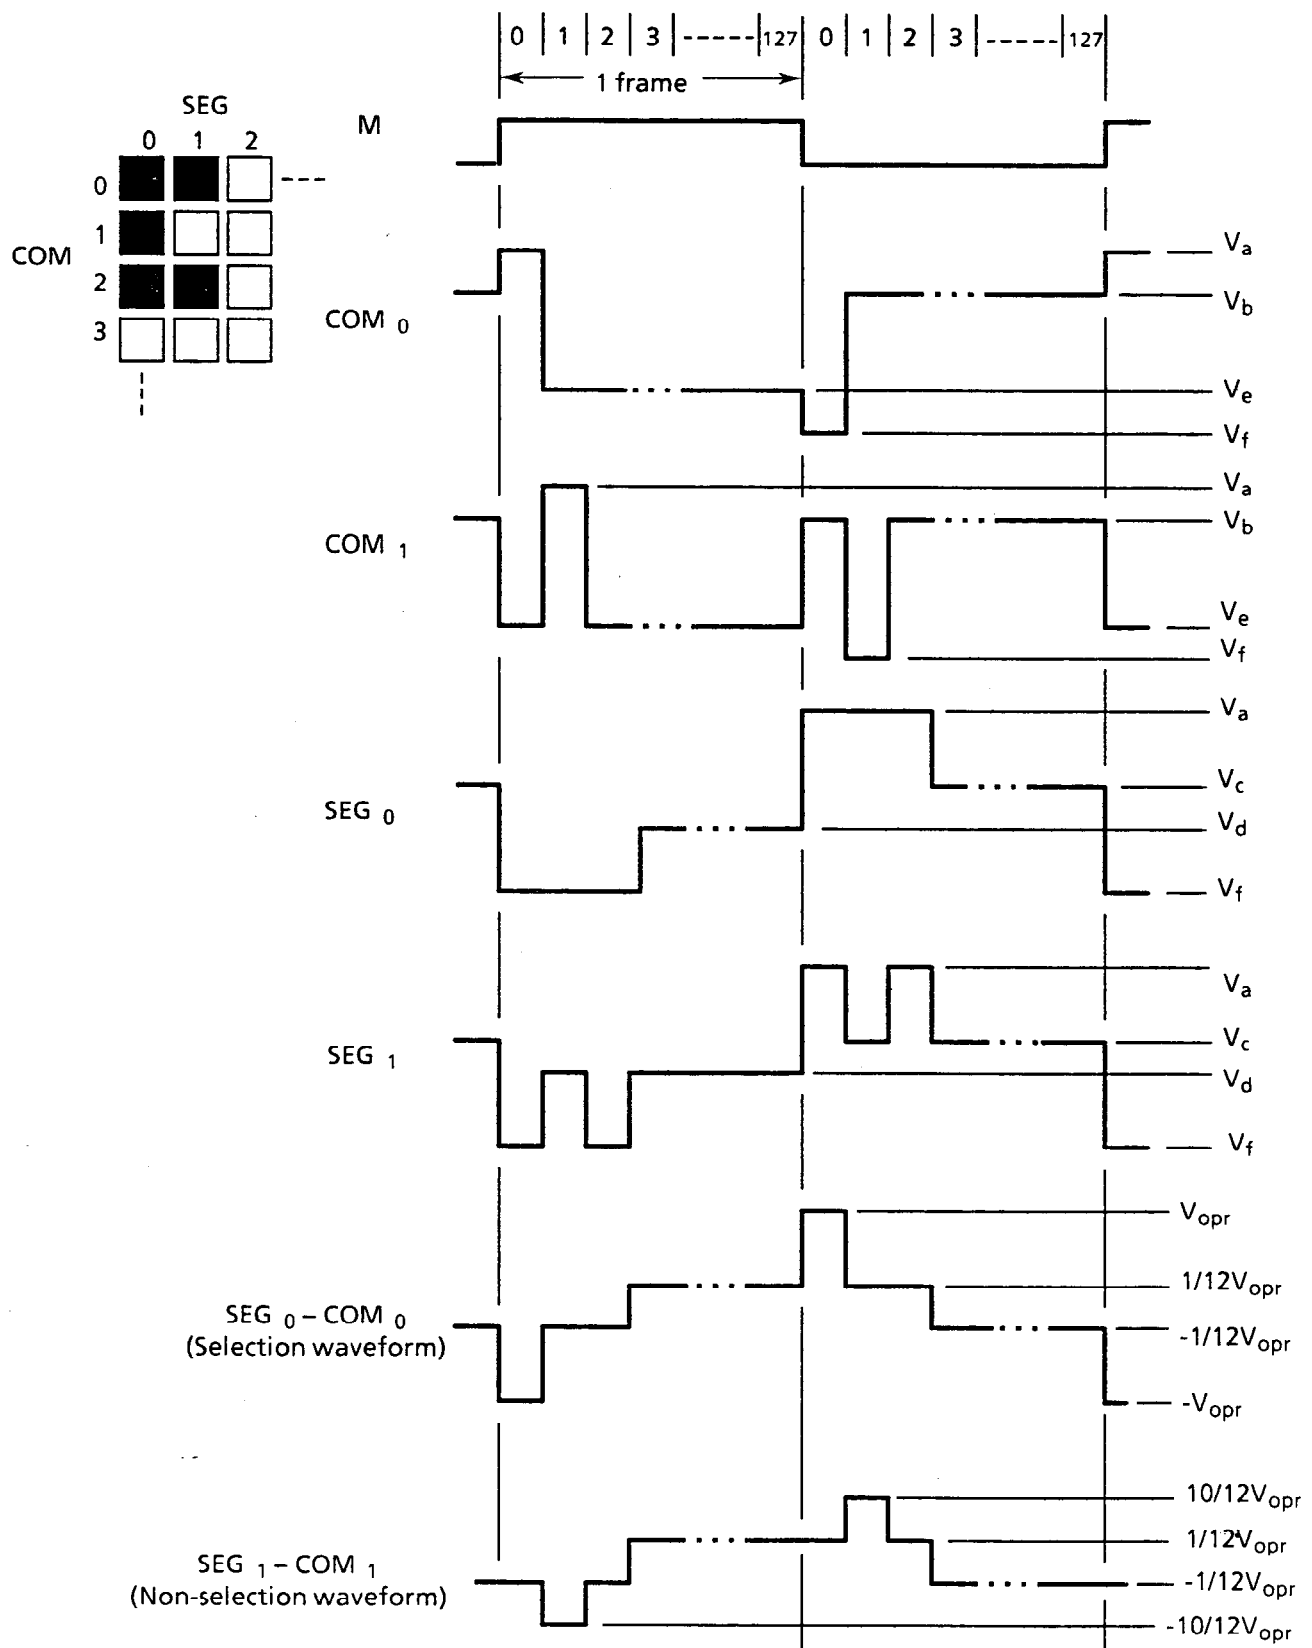 0 1 2 3 127 0 1 2 3 127
1 frame
SEG
0 1 2
0
1
COM
2
3
M
COM 0
Va
Vb
Ve
Vf
COM 1
Va
Vb
Ve
Vf
SEG 0
Va
Vc
Vd
Vf
SEG 1
Va
Vc
Vd
Vf
SEG 0 – COM 0
(Selection waveform)
Vopr
1/12Vopr
-1/12Vopr
-Vopr
SEG 1 – COM 1
(Non-selection waveform)
10/12Vopr
1/12Vopr
-1/12Vopr
-10/12Vopr